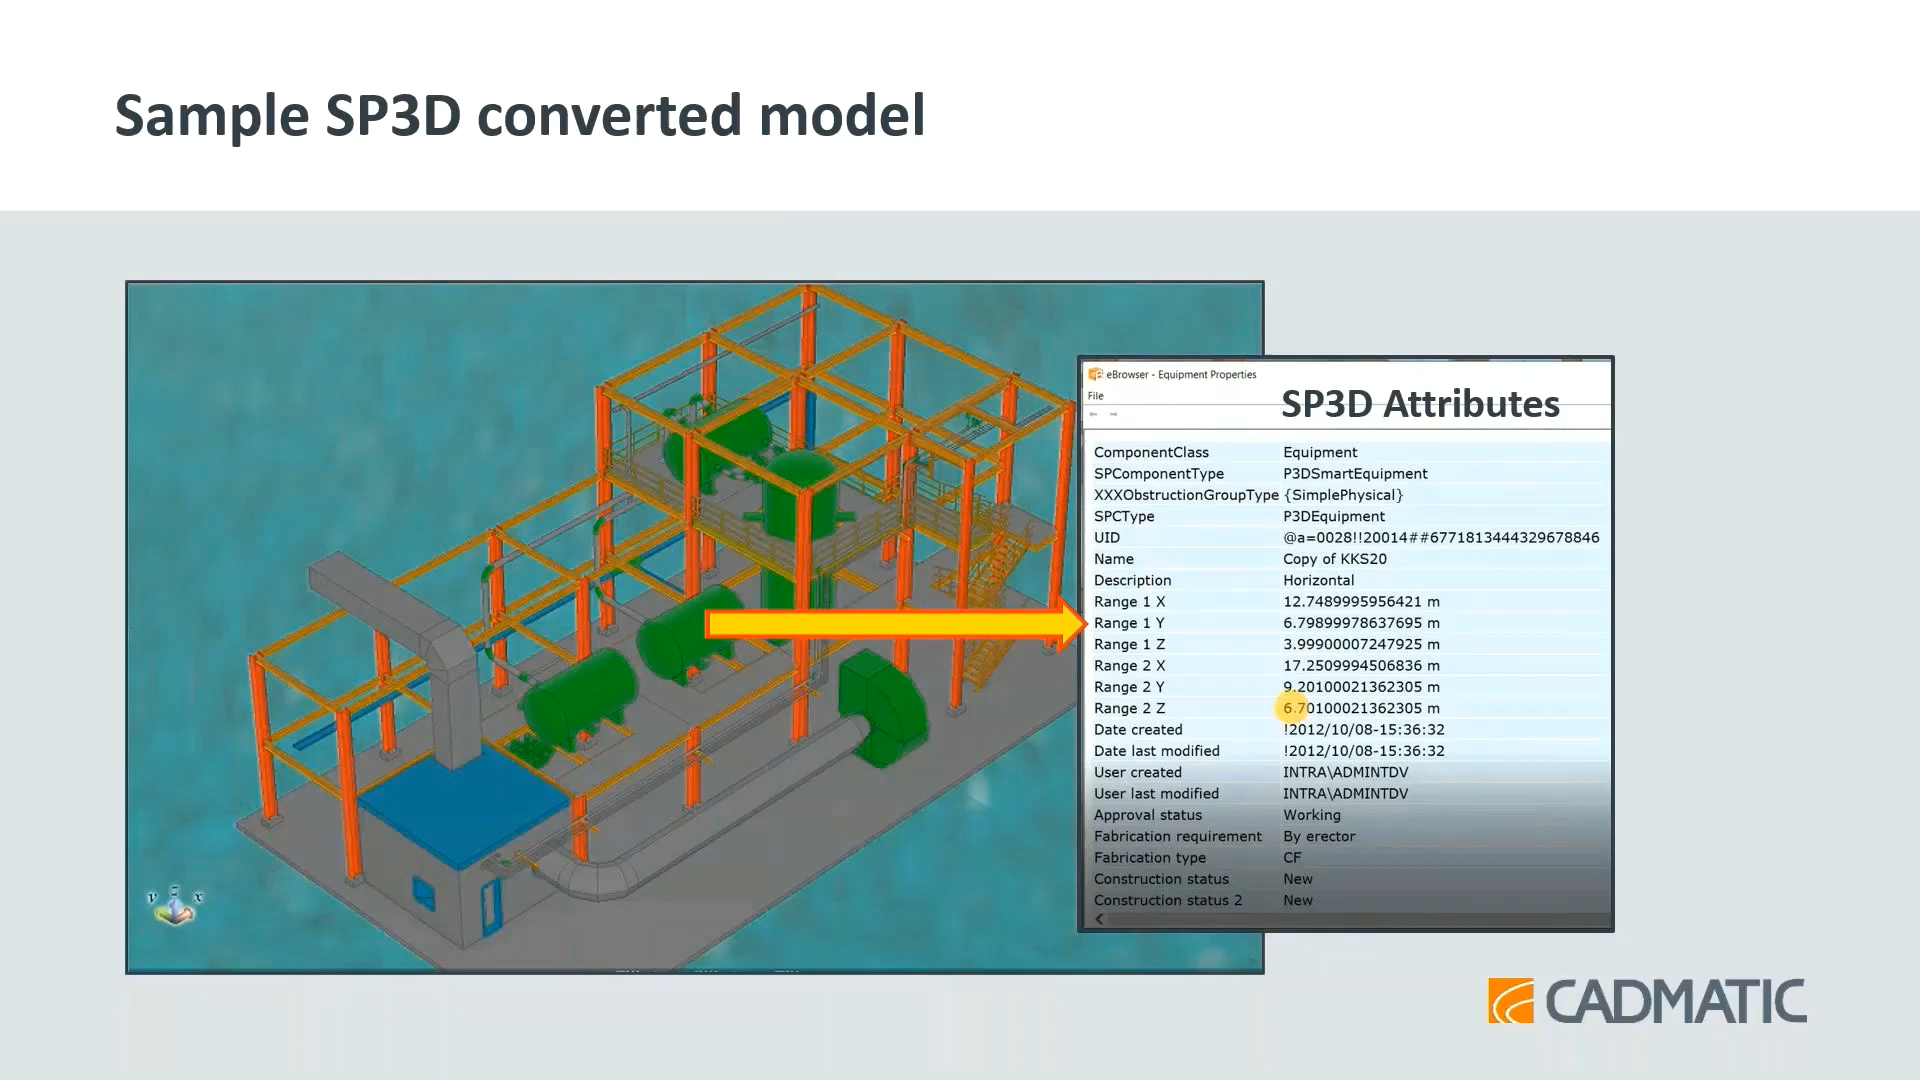 Sample SP3D converted model
eBrowser - Equipment Properties
File
SP3D Attributes
ComponentClass Equipment
SPComponentType P3DSmartEquipment
XXXObstructionGroupType {SimplePhysical}
SPCType P3DEquipment
UID @a=0028!!20014##6771813444329678846
Name Copy of KKS20
Description Horizontal
Range 1 X 12.7489995956421 m
Range 1 Y 6.79899978637695 m
Range 1 Z 3.99900007247925 m
Range 2 X 17.2509994506836 m
Range 2 Y 9.20100021362305 m
Range 2 Z 6.70100021362305 m
Date created !2012/10/08-15:36:32
Date last modified !2012/10/08-15:36:32
User created INTRA\ADMINTDV
User last modified INTRA\ADMINTDV
Approval status Working
Fabrication requirement By erector
Fabrication type CF
Construction status New
Construction status 2 New
y z x
CADMATIC